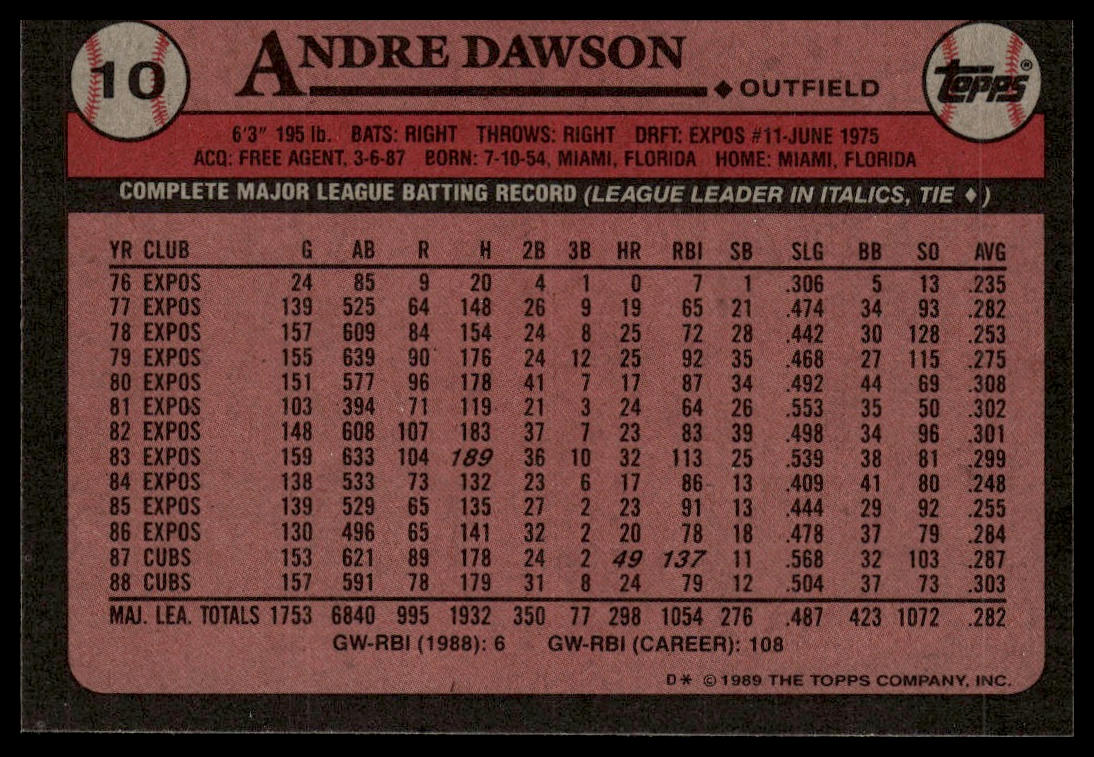 10 ANDRE DAWSON topps®
◆ OUTFIELD
6'3" 195 lb. BATS: RIGHT THROWS: RIGHT DRFT: EXPOS #11-JUNE 1975
ACQ: FREE AGENT, 3-6-87 BORN: 7-10-54, MIAMI, FLORIDA HOME: MIAMI, FLORIDA
COMPLETE MAJOR LEAGUE BATTING RECORD (LEAGUE LEADER IN ITALICS, TIE ♦)
YR CLUB G AB R H 2B 3B HR RBI SB SLG BB SO AVG
76 EXPOS 24 85 9 20 4 1 0 7 1 .306 5 13 .235
77 EXPOS 139 525 64 148 26 9 19 65 21 .474 34 93 .282
78 EXPOS 157 609 84 154 24 8 25 72 28 .442 30 128 .253
79 EXPOS 155 639 90 176 24 12 25 92 35 .468 27 115 .275
80 EXPOS 151 577 96 178 41 7 17 87 34 .492 44 69 .308
81 EXPOS 103 394 71 119 21 3 24 64 26 .553 35 50 .302
82 EXPOS 148 608 107 183 37 7 23 83 39 .498 34 96 .301
83 EXPOS 159 633 104 189 36 10 32 113 25 .539 38 81 .299
84 EXPOS 138 533 73 132 23 6 17 86 13 .409 41 80 .248
85 EXPOS 139 529 65 135 27 2 23 91 13 .444 29 92 .255
86 EXPOS 130 496 65 141 32 2 20 78 18 .478 37 79 .284
87 CUBS 153 621 89 178 24 2 49 137 11 .568 32 103 .287
88 CUBS 157 591 78 179 31 8 24 79 12 .504 37 73 .303
MAJ. LEA. TOTALS 1753 6840 995 1932 350 77 298 1054 276 .487 423 1072 .282
GW-RBI (1988): 6 GW-RBI (CAREER): 108
D* © 1989 THE TOPPS COMPANY, INC.